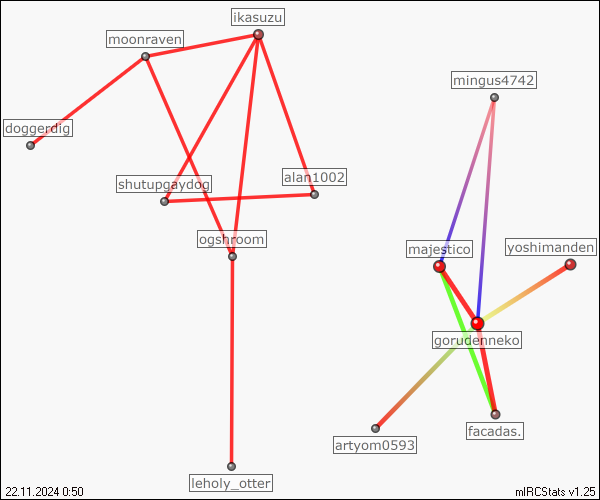 ikasuzu
moonraven
mingus4742
doggerdig
alan1002
shutupgaydog
ogshroom
majestico
yoshimanden
gorudenneko
facadas.
artyom0593
leholy_otter
22.11.2024 0:50
mIRCStats v1.25